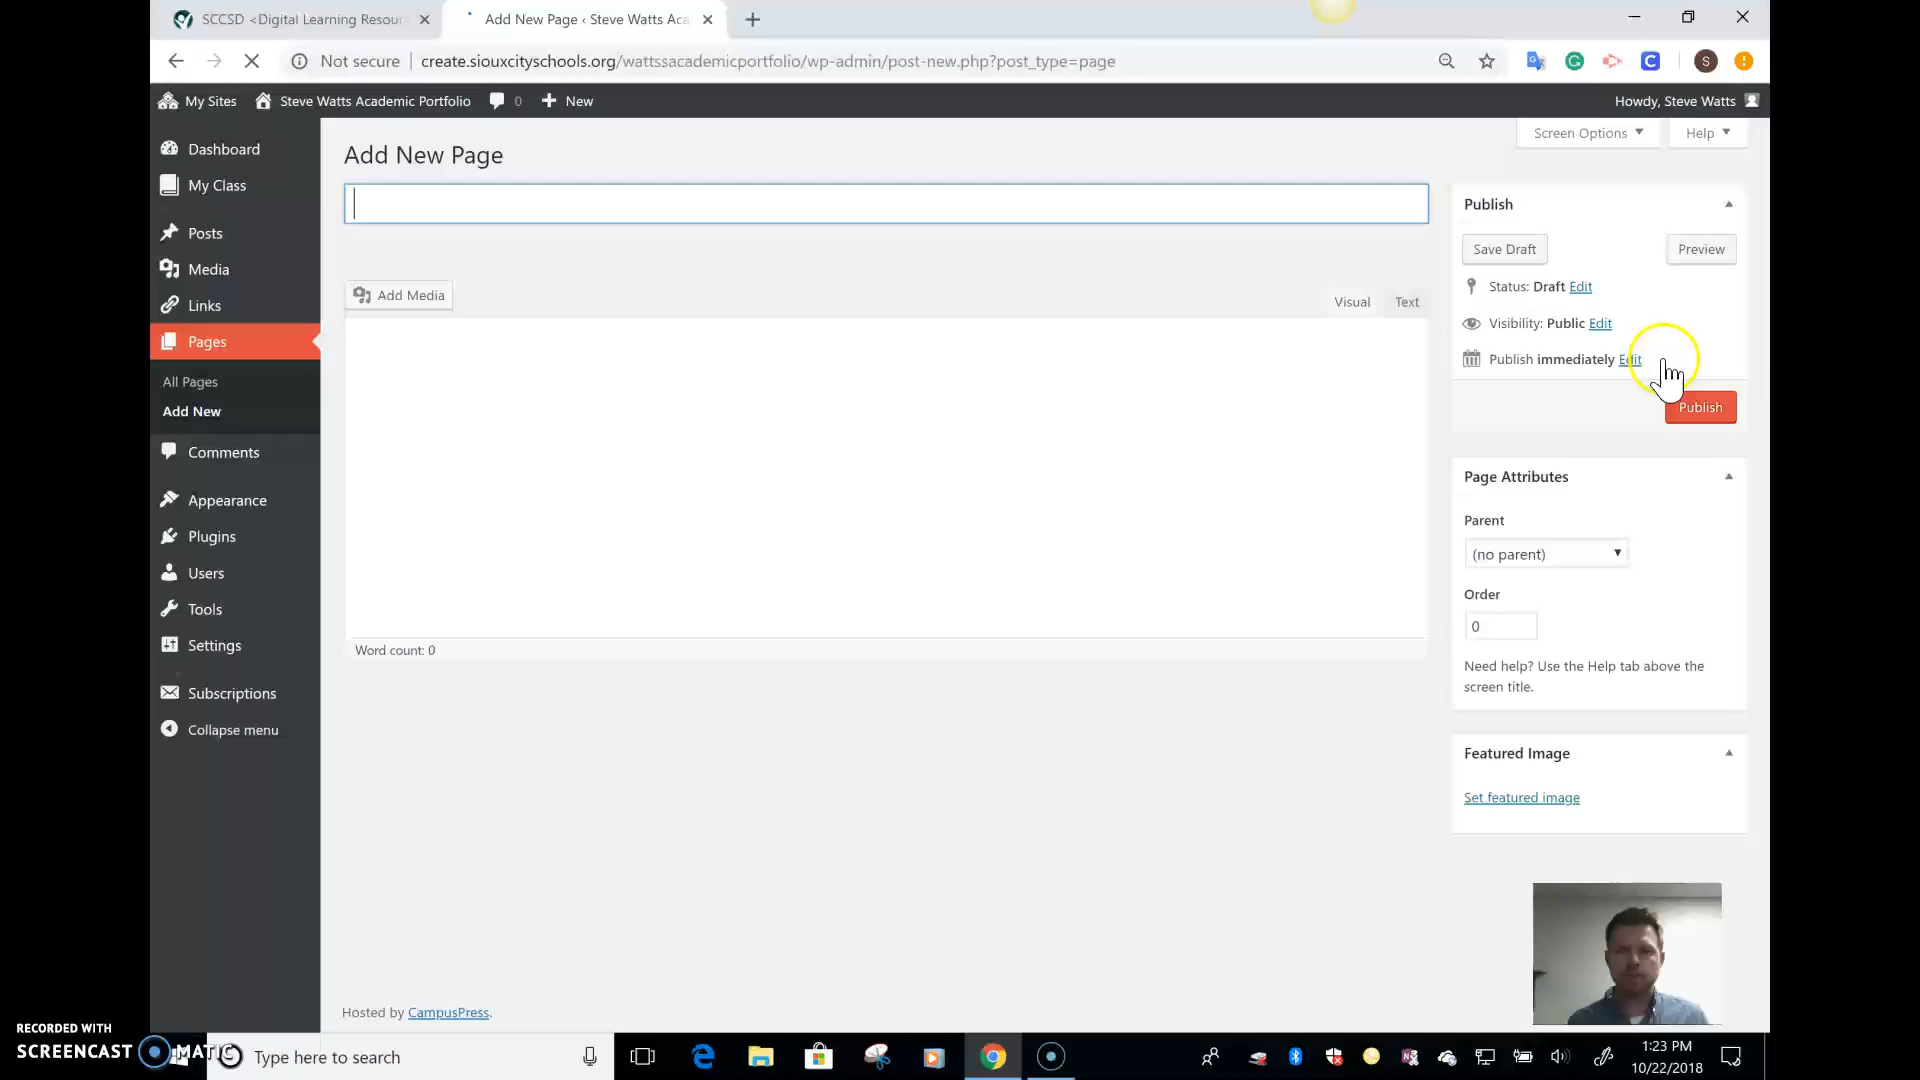 SCCSD <Digital Learning Resour
Add New Page ‹ Steve Watts Aca
Not secure
create.siouxcityschools.org/wattssacademicportfolio/wp-admin/post-new.php?post_type=page
S
My Sites
Steve Watts Academic Portfolio
0
New
Howdy, Steve Watts
Screen Options
Help
Dashboard
My Class
Posts
Media
Links
Pages
All Pages
Add New
Comments
Appearance
Plugins
Users
Tools
Settings
Subscriptions
Collapse menu
Add New Page
Add Media
Visual
Text
Word count: 0
Publish
Save Draft
Preview
Status: Draft Edit
Visibility: Public Edit
Publish immediately Edit
Publish
Page Attributes
Parent
(no parent)
Order
0
Need help? Use the Help tab above the
screen title.
Featured Image
Set featured image
Hosted by CampusPress.
RECORDED WITH
SCREENCAST MATIC
Type here to search
1:23 PM
10/22/2018